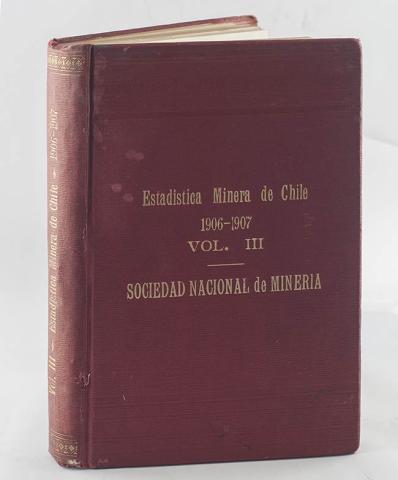 Vol. III — Estadística Minera de Chile * 1906-1907
Estadística Minera de Chile
1906-1907
VOL. III
SOCIEDAD NACIONAL de MINERIA